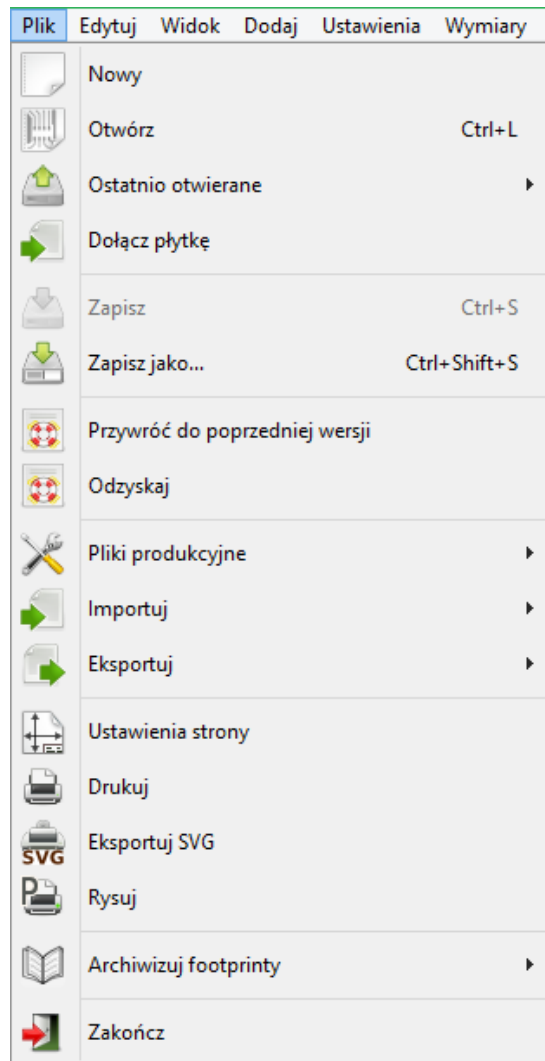 Plik Edytuj Widok Dodaj Ustawienia Wymiary
Nowy
Otwórz Ctrl+L
Ostatnio otwierane
Dołącz płytkę
Zapisz Ctrl+S
Zapisz jako... Ctrl+Shift+S
Przywróć do poprzedniej wersji
Odzyskaj
Pliki produkcyjne
Importuj
Eksportuj
Ustawienia strony
Drukuj
SVG Eksportuj SVG
P Rysuj
Archiwizuj footprinty
Zakończ